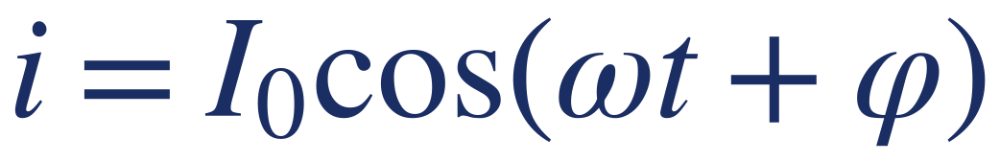 i = I₀cos(ωt + φ)